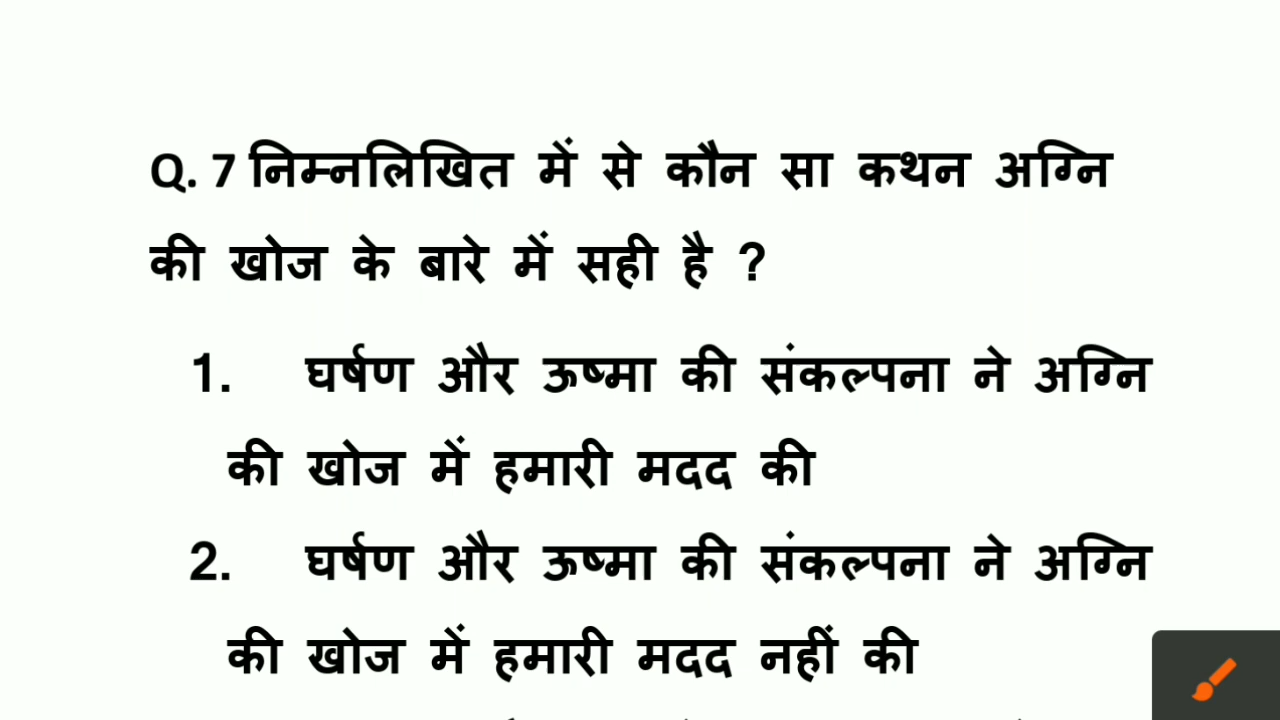 Q. 7 निम्नलिखित में से कौन सा कथन अग्नि
की खोज के बारे में सही है ?
1. घर्षण और ऊष्मा की संकल्पना ने अग्नि
की खोज में हमारी मदद की
2. घर्षण और ऊष्मा की संकल्पना ने अग्नि
की खोज में हमारी मदद नहीं की